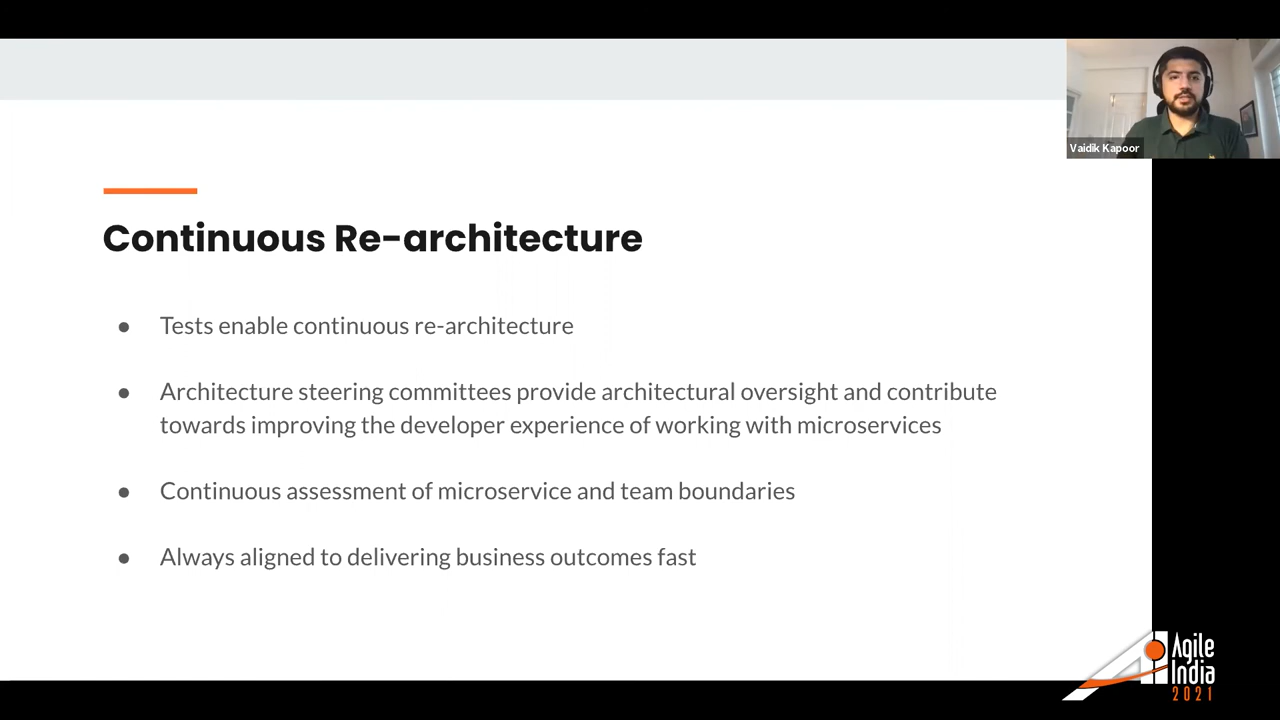 Vaidik Kapoor
Continuous Re-architecture
● Tests enable continuous re-architecture
● Architecture steering committees provide architectural oversight and contribute
towards improving the developer experience of working with microservices
● Continuous assessment of microservice and team boundaries
● Always aligned to delivering business outcomes fast
Agile
India
2021